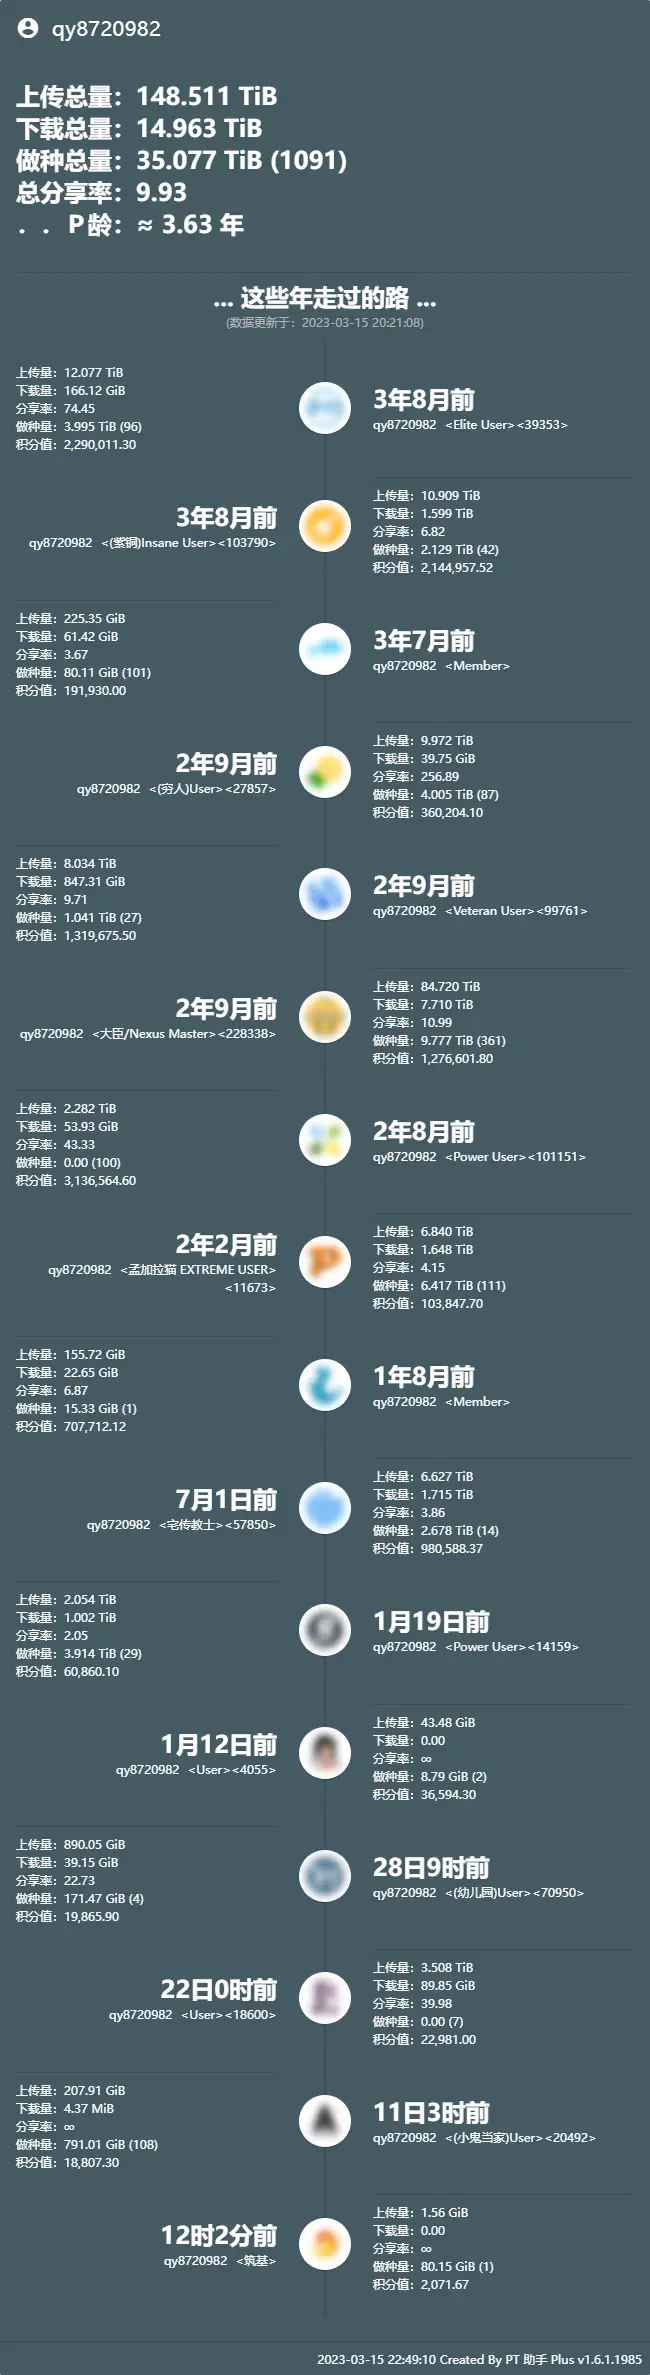 qy8720982
上传总量：148.511 TiB
下载总量：14.963 TiB
做种总量：35.077 TiB (1091)
总分享率：9.93
．．P龄：≈ 3.63 年
... 这些年走过的路 ...
(数据更新于：2023-03-15 20:21:08)
上传量：12.077 TiB
下载量：166.12 GiB
分享率：74.45
做种量：3.995 TiB (96)
积分值：2,290,011.30
3年8月前
qy8720982 <Elite User><39353>
3年8月前
qy8720982 <(紫铜)Insane User><103790>
上传量：10.909 TiB
下载量：1.599 TiB
分享率：6.82
做种量：2.129 TiB (42)
积分值：2,144,957.52
上传量：225.35 GiB
下载量：61.42 GiB
分享率：3.67
做种量：80.11 GiB (101)
积分值：191,930.00
3年7月前
qy8720982 <Member>
2年9月前
qy8720982 <(穷人)User><27857>
上传量：9.972 TiB
下载量：39.75 GiB
分享率：256.89
做种量：4.005 TiB (87)
积分值：360,204.10
上传量：8.034 TiB
下载量：847.31 GiB
分享率：9.71
做种量：1.041 TiB (27)
积分值：1,319,675.50
2年9月前
qy8720982 <Veteran User><99761>
2年9月前
qy8720982 <大臣/Nexus Master><228338>
上传量：84.720 TiB
下载量：7.710 TiB
分享率：10.99
做种量：9.777 TiB (361)
积分值：1,276,601.80
上传量：2.282 TiB
下载量：53.93 GiB
分享率：43.33
做种量：0.00 (100)
积分值：3,136,564.60
2年8月前
qy8720982 <Power User><101151>
2年2月前
qy8720982 <孟加拉猫 EXTREME USER>
<11673>
上传量：6.840 TiB
下载量：1.648 TiB
分享率：4.15
做种量：6.417 TiB (111)
积分值：103,847.70
上传量：155.72 GiB
下载量：22.65 GiB
分享率：6.87
做种量：15.33 GiB (1)
积分值：707,712.12
1年8月前
qy8720982 <Member>
7月1日前
qy8720982 <宅传教士><57850>
上传量：6.627 TiB
下载量：1.715 TiB
分享率：3.86
做种量：2.678 TiB (14)
积分值：980,588.37
上传量：2.054 TiB
下载量：1.002 TiB
分享率：2.05
做种量：3.914 TiB (29)
积分值：60,860.10
1月19日前
qy8720982 <Power User><14159>
1月12日前
qy8720982 <User><4055>
上传量：43.48 GiB
下载量：0.00
分享率：∞
做种量：8.79 GiB (2)
积分值：36,594.30
上传量：890.05 GiB
下载量：39.15 GiB
分享率：22.73
做种量：171.47 GiB (4)
积分值：19,865.90
28日9时前
qy8720982 <(幼儿园)User><70950>
22日0时前
qy8720982 <User><18600>
上传量：3.508 TiB
下载量：89.85 GiB
分享率：39.98
做种量：0.00 (7)
积分值：22,981.00
上传量：207.91 GiB
下载量：4.37 MiB
分享率：∞
做种量：791.01 GiB (108)
积分值：18,807.30
11日3时前
qy8720982 <(小鬼当家)User><20492>
12时2分前
qy8720982 <筑基>
上传量：1.56 GiB
下载量：0.00
分享率：∞
做种量：80.15 GiB (1)
积分值：2,071.67
2023-03-15 22:49:10 Created By PT 助手 Plus v1.6.1.1985